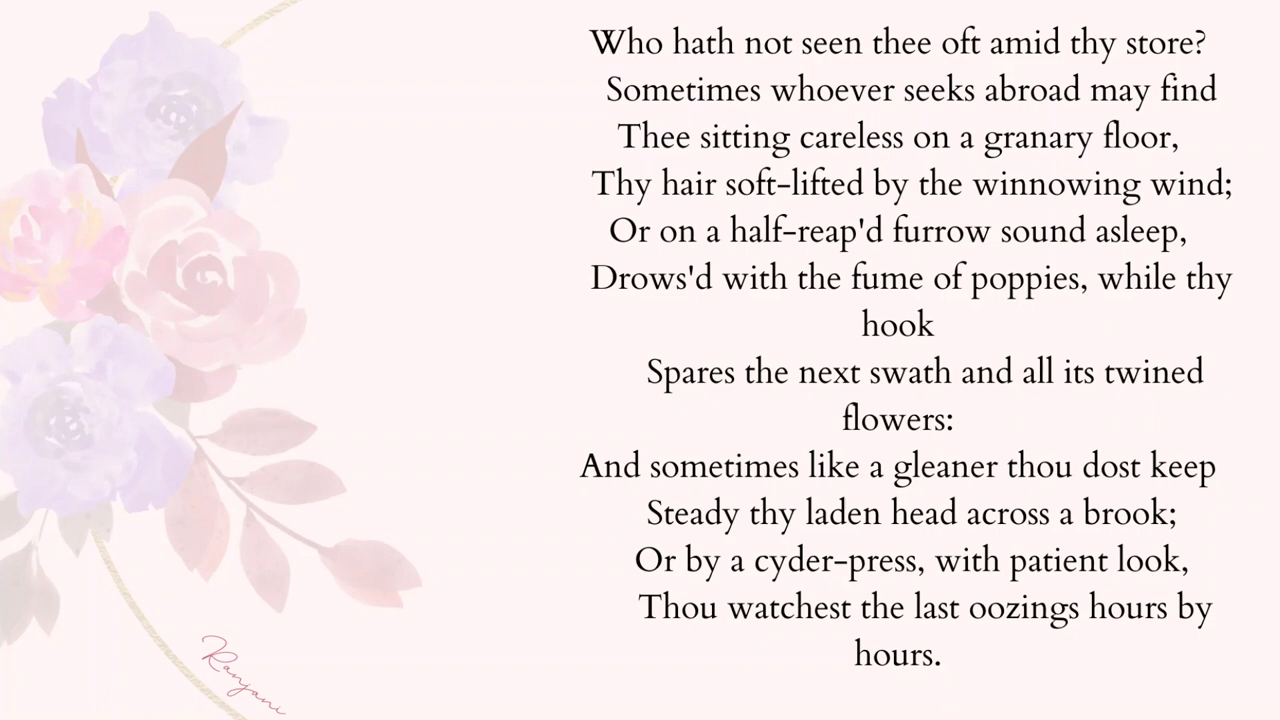 Who hath not seen thee oft amid thy store?
Sometimes whoever seeks abroad may find
Thee sitting careless on a granary floor,
Thy hair soft-lifted by the winnowing wind;
Or on a half-reap'd furrow sound asleep,
Drows'd with the fume of poppies, while thy
hook
Spares the next swath and all its twined
flowers:
And sometimes like a gleaner thou dost keep
Steady thy laden head across a brook;
Or by a cyder-press, with patient look,
Thou watchest the last oozings hours by
hours.
Ranjani